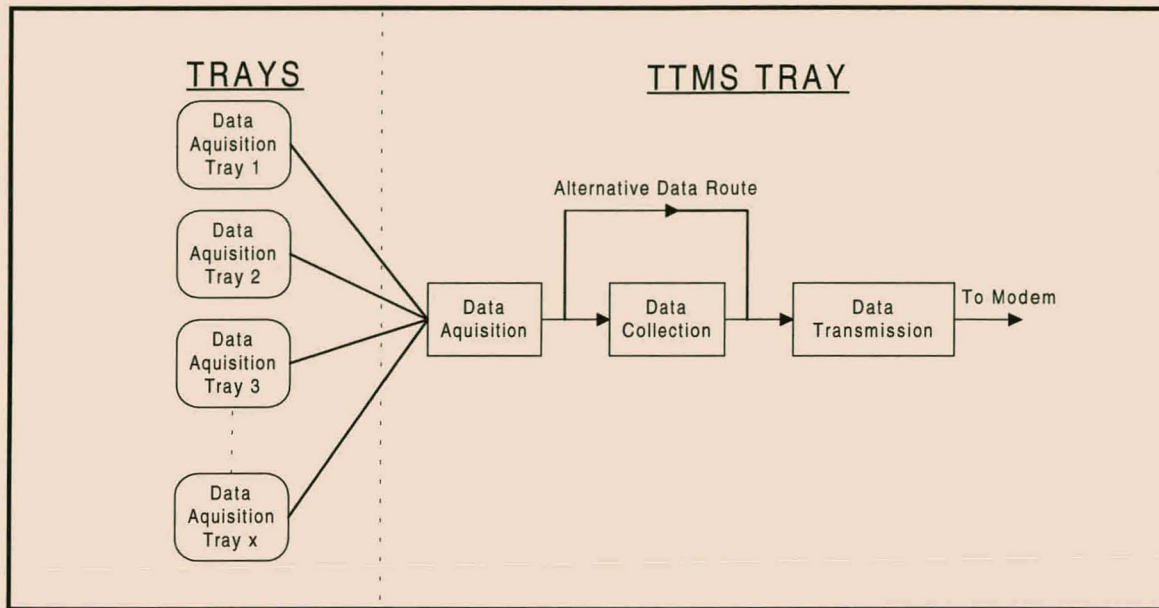 TRAYS
Data
Aquisition
Tray 1
Data
Aquisition
Tray 2
Data
Aquisition
Tray 3
Data
Aquisition
Tray x
TTMS TRAY
Alternative Data Route
Data
Aquisition
Data
Collection
Data
Transmission
To Modem